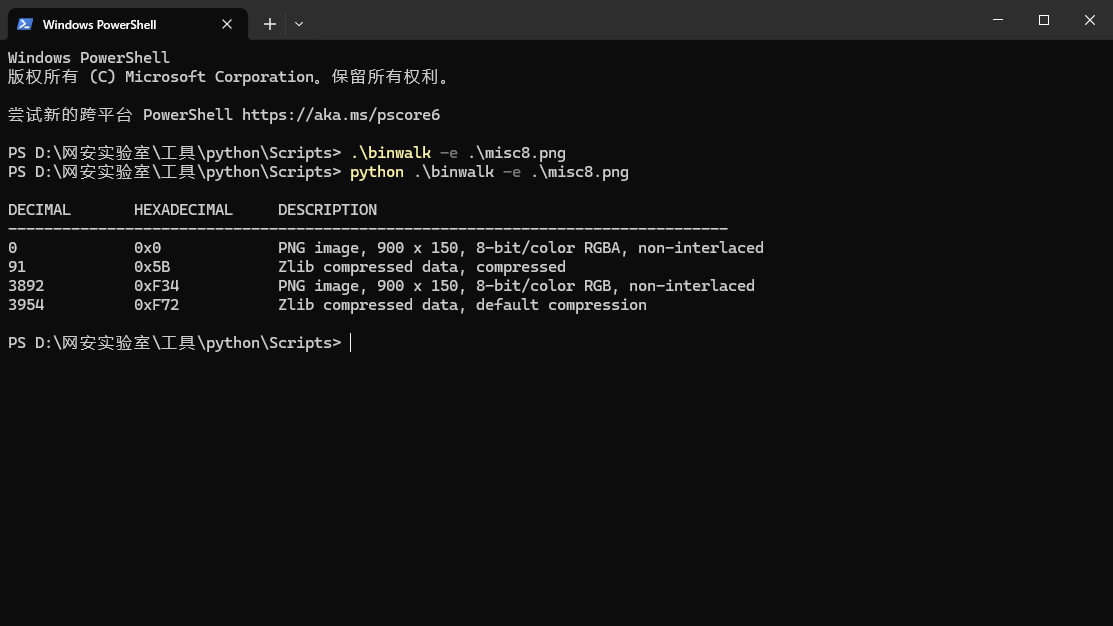 Windows PowerShell
Windows PowerShell
版权所有 (C) Microsoft Corporation。保留所有权利。
尝试新的跨平台 PowerShell https://aka.ms/pscore6
PS D:\网安实验室\工具\python\Scripts> .\binwalk -e .\misc8.png
PS D:\网安实验室\工具\python\Scripts> python .\binwalk -e .\misc8.png
DECIMAL       HEXADECIMAL     DESCRIPTION
--------------------------------------------------------------------------------
0             0x0             PNG image, 900 x 150, 8-bit/color RGBA, non-interlaced
91            0x5B            Zlib compressed data, compressed
3892          0xF34           PNG image, 900 x 150, 8-bit/color RGB, non-interlaced
3954          0xF72           Zlib compressed data, default compression
PS D:\网安实验室\工具\python\Scripts>